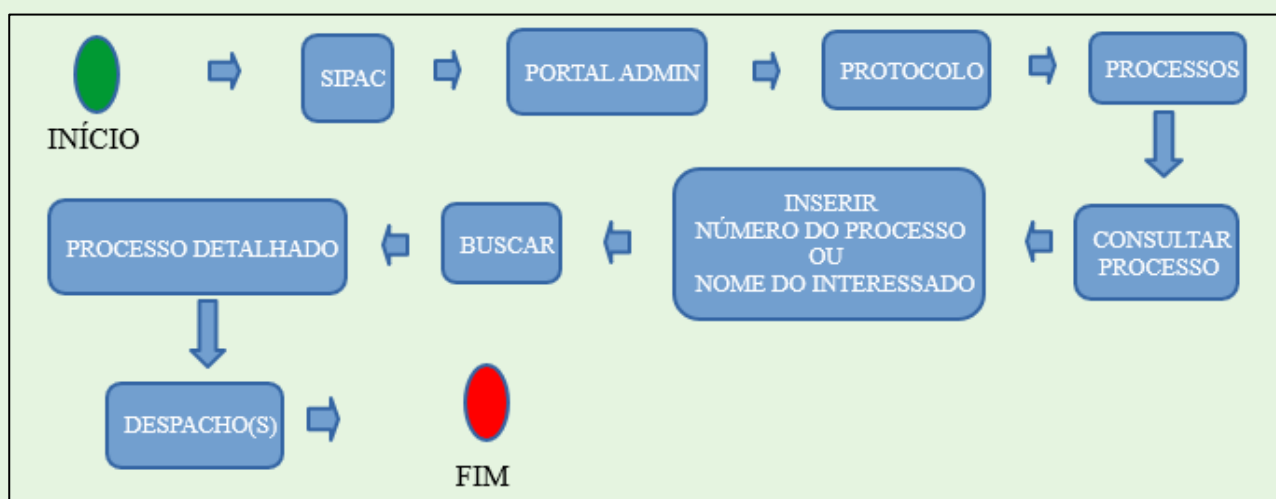 INÍCIO
SIPAC
PORTAL ADMIN
PROTOCOLO
PROCESSOS
CONSULTAR
PROCESSO
INSERIR
NÚMERO DO PROCESSO
OU
NOME DO INTERESSADO
BUSCAR
PROCESSO DETALHADO
DESPACHO(S)
FIM